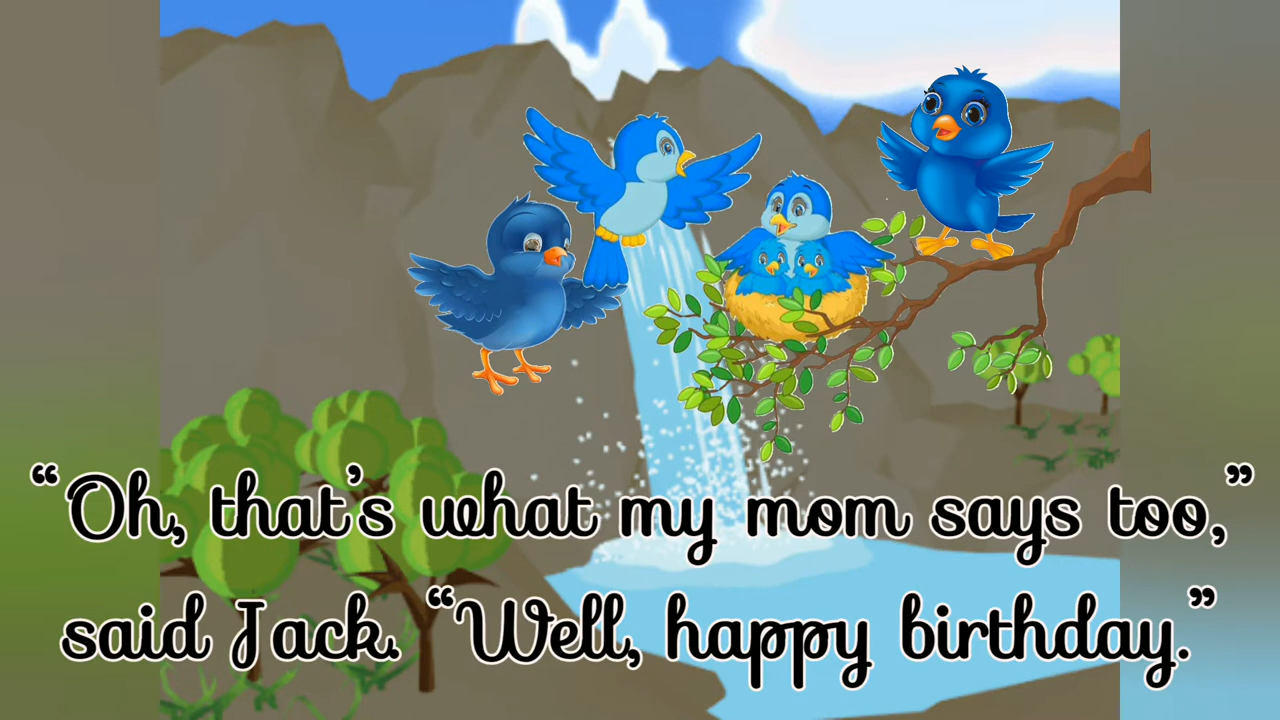 “Oh, that’s what my mom says too,”
said Jack. “Well, happy birthday.”